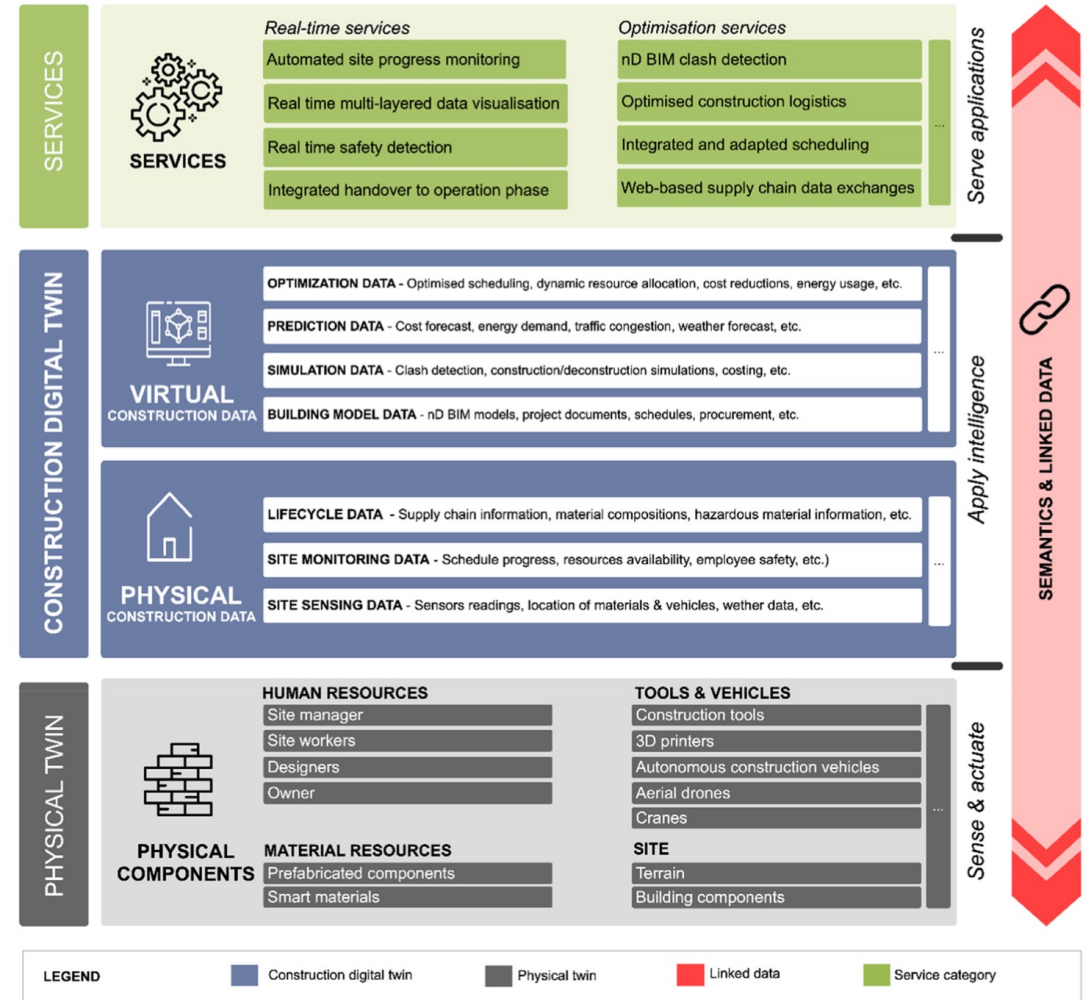 SERVICES
SERVICES
Real-time services
Automated site progress monitoring
Real time multi-layered data visualisation
Real time safety detection
Integrated handover to operation phase
Optimisation services
nD BIM clash detection
Optimised construction logistics
Integrated and adapted scheduling
Web-based supply chain data exchanges
...
Serve applications
CONSTRUCTION DIGITAL TWIN
VIRTUAL
CONSTRUCTION DATA
OPTIMIZATION DATA - Optimised scheduling, dynamic resource allocation, cost reductions, energy usage, etc.
PREDICTION DATA - Cost forecast, energy demand, traffic congestion, weather forecast, etc.
SIMULATION DATA - Clash detection, construction/deconstruction simulations, costing, etc.
BUILDING MODEL DATA - nD BIM models, project documents, schedules, procurement, etc.
...
PHYSICAL
CONSTRUCTION DATA
LIFECYCLE DATA - Supply chain information, material compositions, hazardous material information, etc.
SITE MONITORING DATA - Schedule progress, resources availability, employee safety, etc.)
SITE SENSING DATA - Sensors readings, location of materials & vehicles, wether data, etc.
...
Apply intelligence
PHYSICAL TWIN
PHYSICAL
COMPONENTS
HUMAN RESOURCES
Site manager
Site workers
Designers
Owner
MATERIAL RESOURCES
Prefabricated components
Smart materials
TOOLS & VEHICLES
Construction tools
3D printers
Autonomous construction vehicles
Aerial drones
Cranes
SITE
Terrain
Building components
...
Sense & actuate
SEMANTICS & LINKED DATA
LEGEND
Construction digital twin
Physical twin
Linked data
Service category